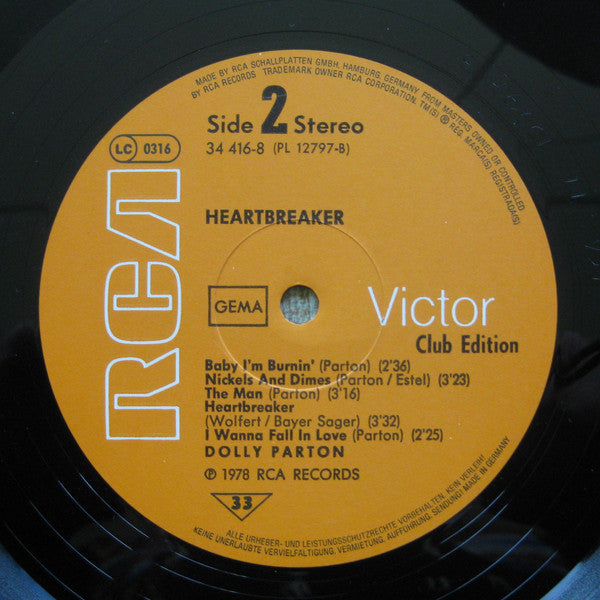 MADE BY RCA SCHALLPLATTEN GMBH, HAMBURG, GERMANY, FROM MASTERS OWNED OR CONTROLLED
BY RCA RECORDS TRADEMARK OWNER RCA CORPORATION. TM(S) ® REG. MARCA(S) REGISTRADA(S)
Side 2 Stereo
34 416-8 (PL 12797-B)
LC 0316
HEARTBREAKER
RCA
GEMA
Victor
Club Edition
Baby I'm Burnin' (Parton) (2'36)
Nickels And Dimes (Parton / Estel) (3'23)
The Man (Parton) (3'16)
Heartbreaker
(Wolfert / Bayer Sager) (3'32)
I Wanna Fall In Love (Parton) (2'25)
DOLLY PARTON
℗ 1978 RCA RECORDS
33
ALLE URHEBER- UND LEISTUNGSSCHUTZRECHTE VORBEHALTEN. KEIN VERLEIH!
KEINE UNERLAUBTE VERVIELFÄLTIGUNG, VERMIETUNG, AUFFÜHRUNG, SENDUNG! MADE IN GERMANY